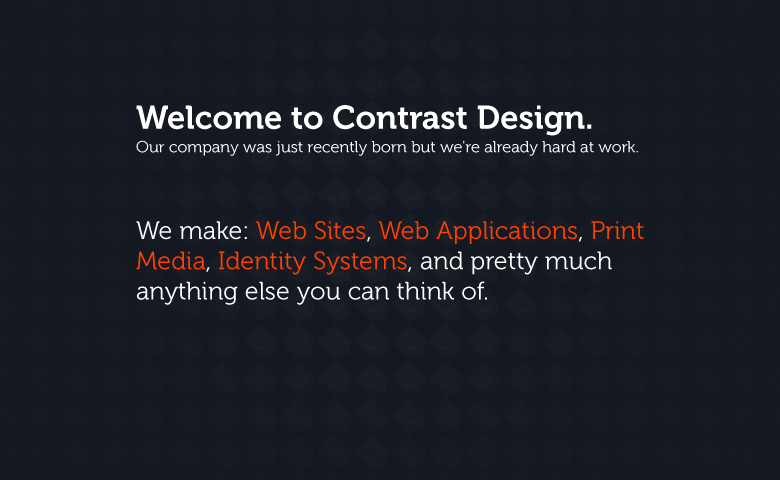 Welcome to Contrast Design.
Our company was just recently born but we're already hard at work.
We make: Web Sites, Web Applications, Print
Media, Identity Systems, and pretty much
anything else you can think of.